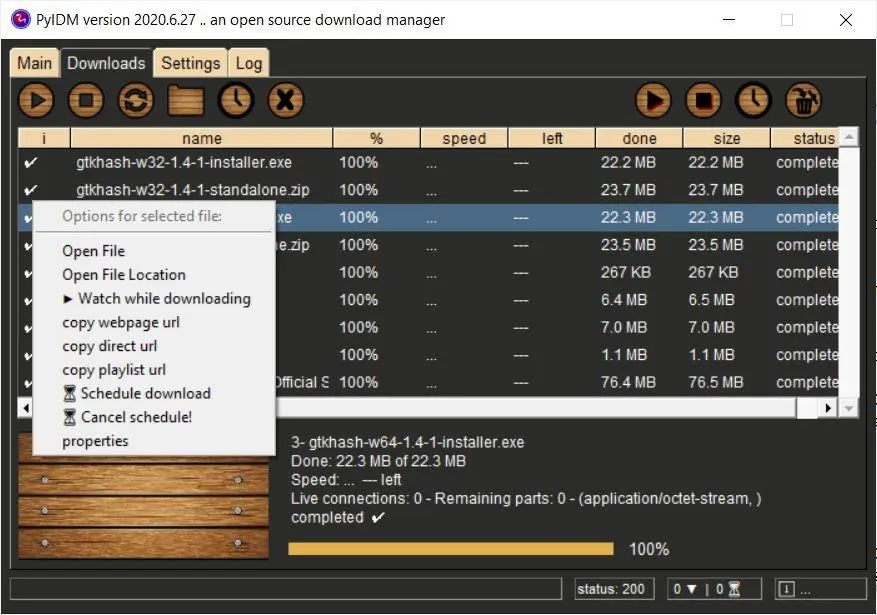 PyIDM version 2020.6.27 .. an open source download manager
Main Downloads Settings Log
i name % speed left done size status
✔ gtkhash-w32-1.4-1-installer.exe 100% ... --- 22.2 MB 22.2 MB complete
✔ gtkhash-w32-1.4-1-standalone.zip 100% ... --- 23.7 MB 23.7 MB complete
xe 100% ... --- 22.3 MB 22.3 MB complete
e.zip 100% ... --- 23.5 MB 23.5 MB complete
100% ... --- 267 KB 267 KB complete
100% ... --- 6.4 MB 6.5 MB complete
100% ... --- 7.0 MB 7.0 MB complete
100% ... --- 1.1 MB 1.1 MB complete
Official S 100% ... --- 76.4 MB 76.5 MB complete
Options for selected file:
Open File
Open File Location
► Watch while downloading
copy webpage url
copy direct url
copy playlist url
⏳ Schedule download
⏳ Cancel schedule!
properties
3- gtkhash-w64-1.4-1-installer.exe
Done: 22.3 MB of 22.3 MB
Speed: ... --- left
Live connections: 0 - Remaining parts: 0 - (application/octet-stream, )
completed ✔
100%
status: 200 0 ▼ | 0 ⏳ ...